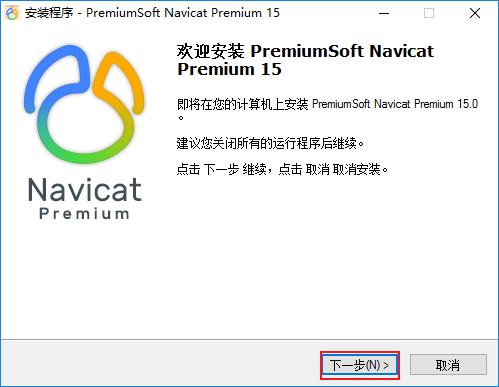 安装程序 - PremiumSoft Navicat Premium 15
欢迎安装 PremiumSoft Navicat
Premium 15
即将在您的计算机上安装 PremiumSoft Navicat Premium 15.0
。
建议您关闭所有的运行程序后继续。
点击 下一步 继续，点击 取消 取消安装。
Navicat
Premium
下一步(N) >
取消